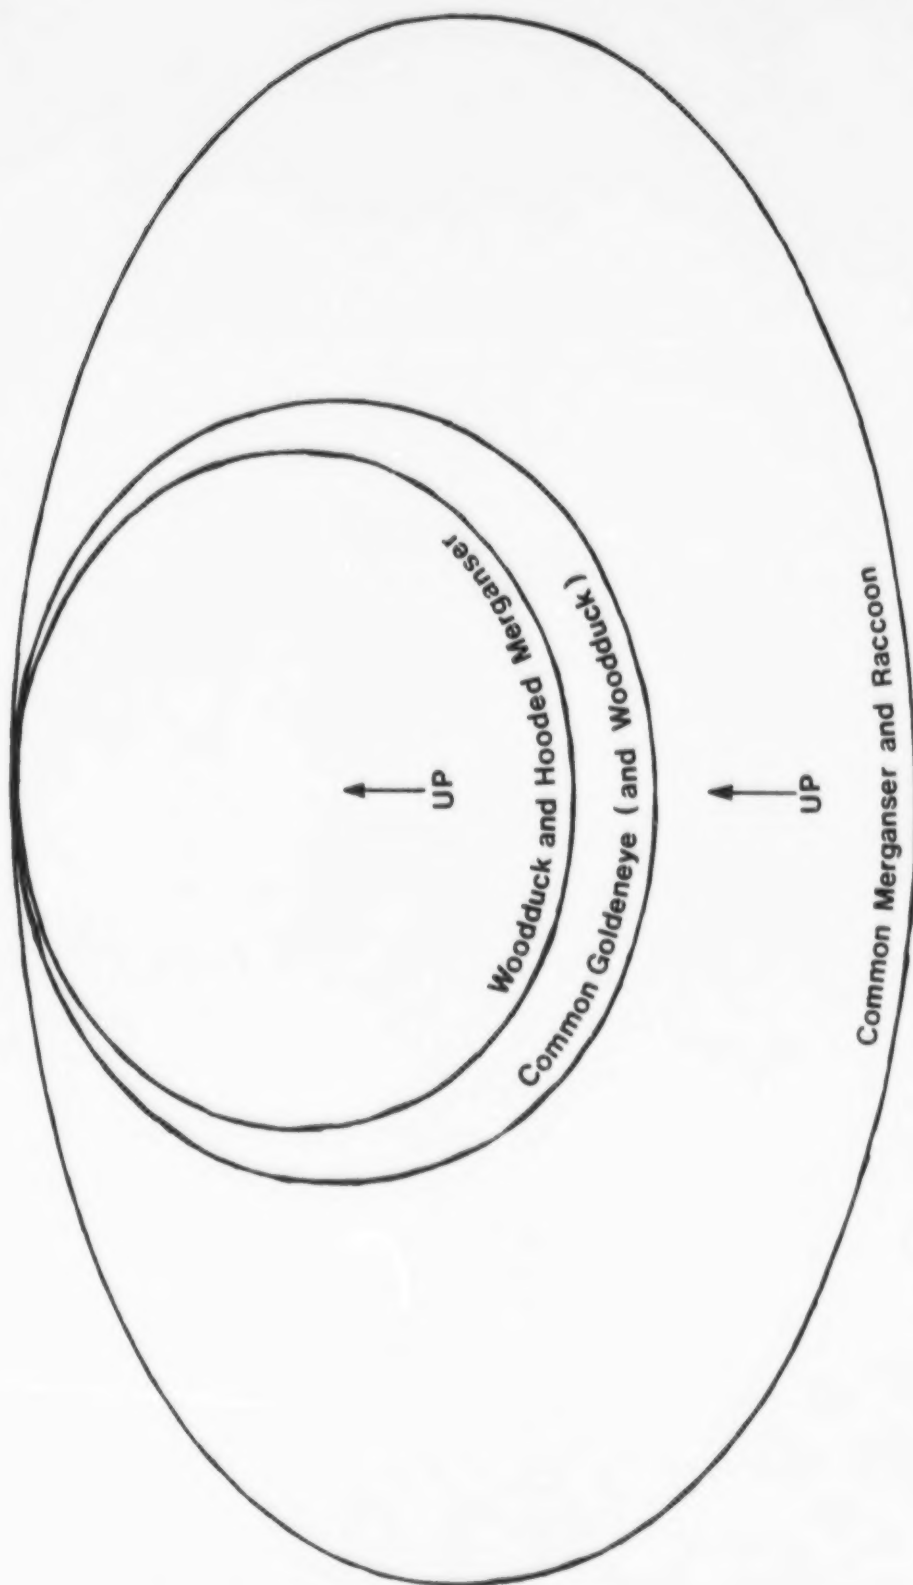 UP
Woodduck and Hooded Merganser
Common Goldeneye (and Woodduck)
UP
Common Merganser and Raccoon